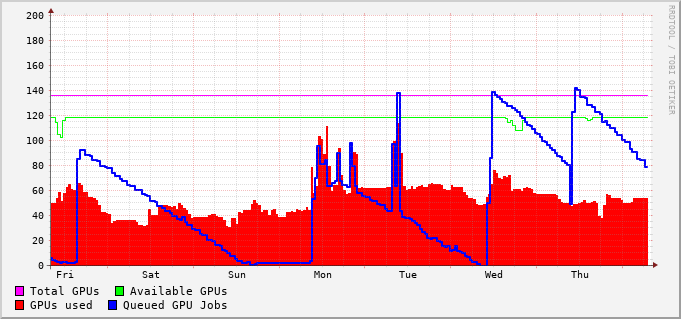 200
180
160
140
120
100
80
60
40
20
0
Fri Sat Sun Mon Tue Wed Thu
Total GPUs Available GPUs
GPUs used Queued GPU Jobs
RRDTOOL / TOBI OETIKER